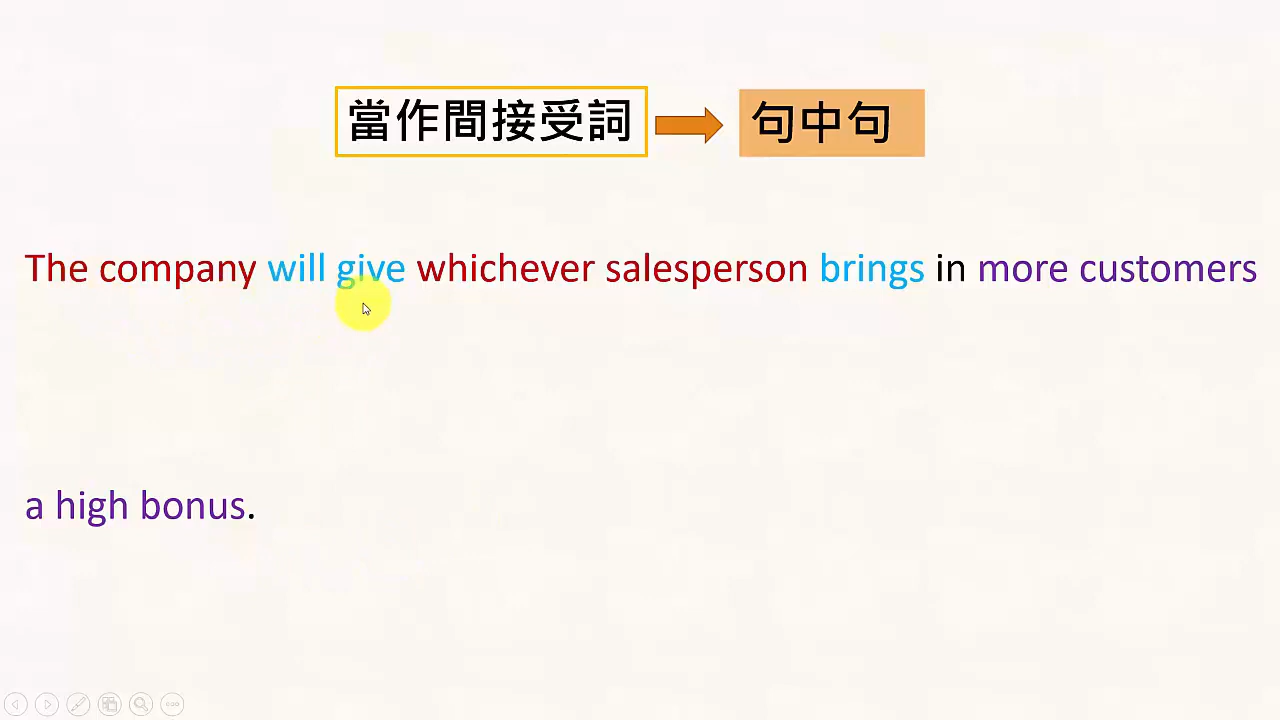 當作間接受詞
句中句
The company will give whichever salesperson brings in more customers
a high bonus.